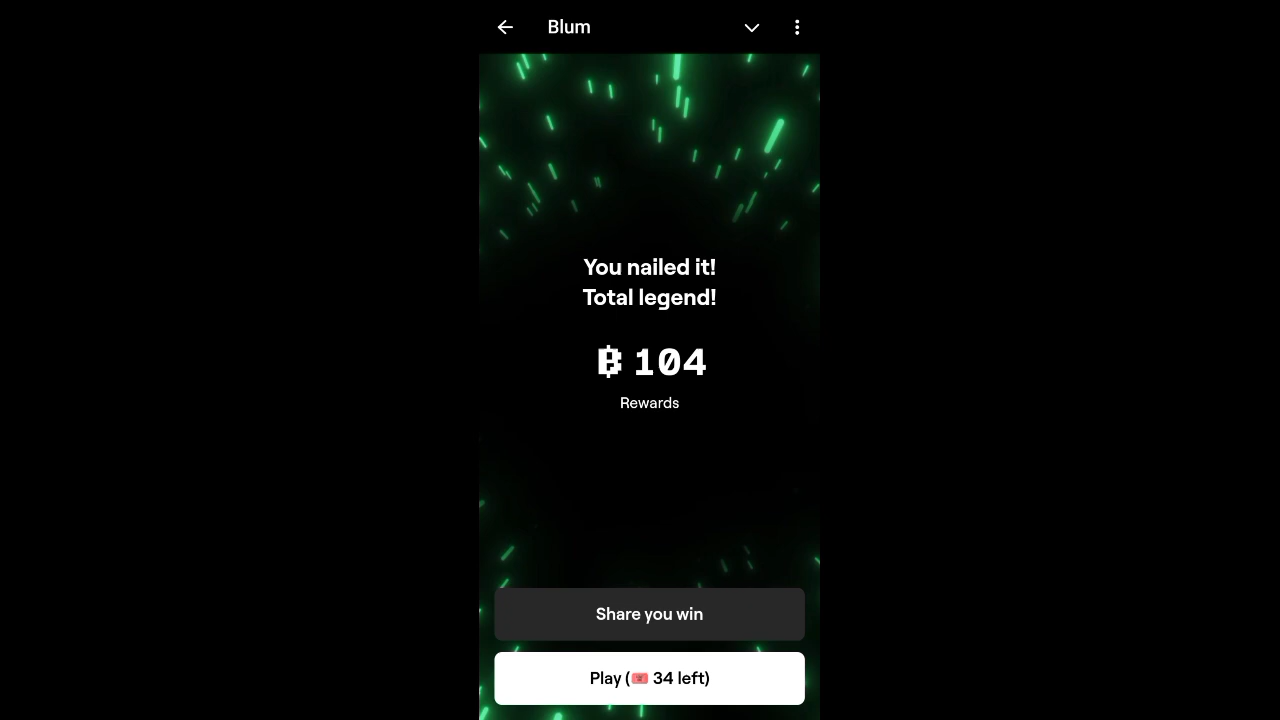 Blum
You nailed it!
Total legend!
104
Rewards
Share you win
Play (🎟 34 left)